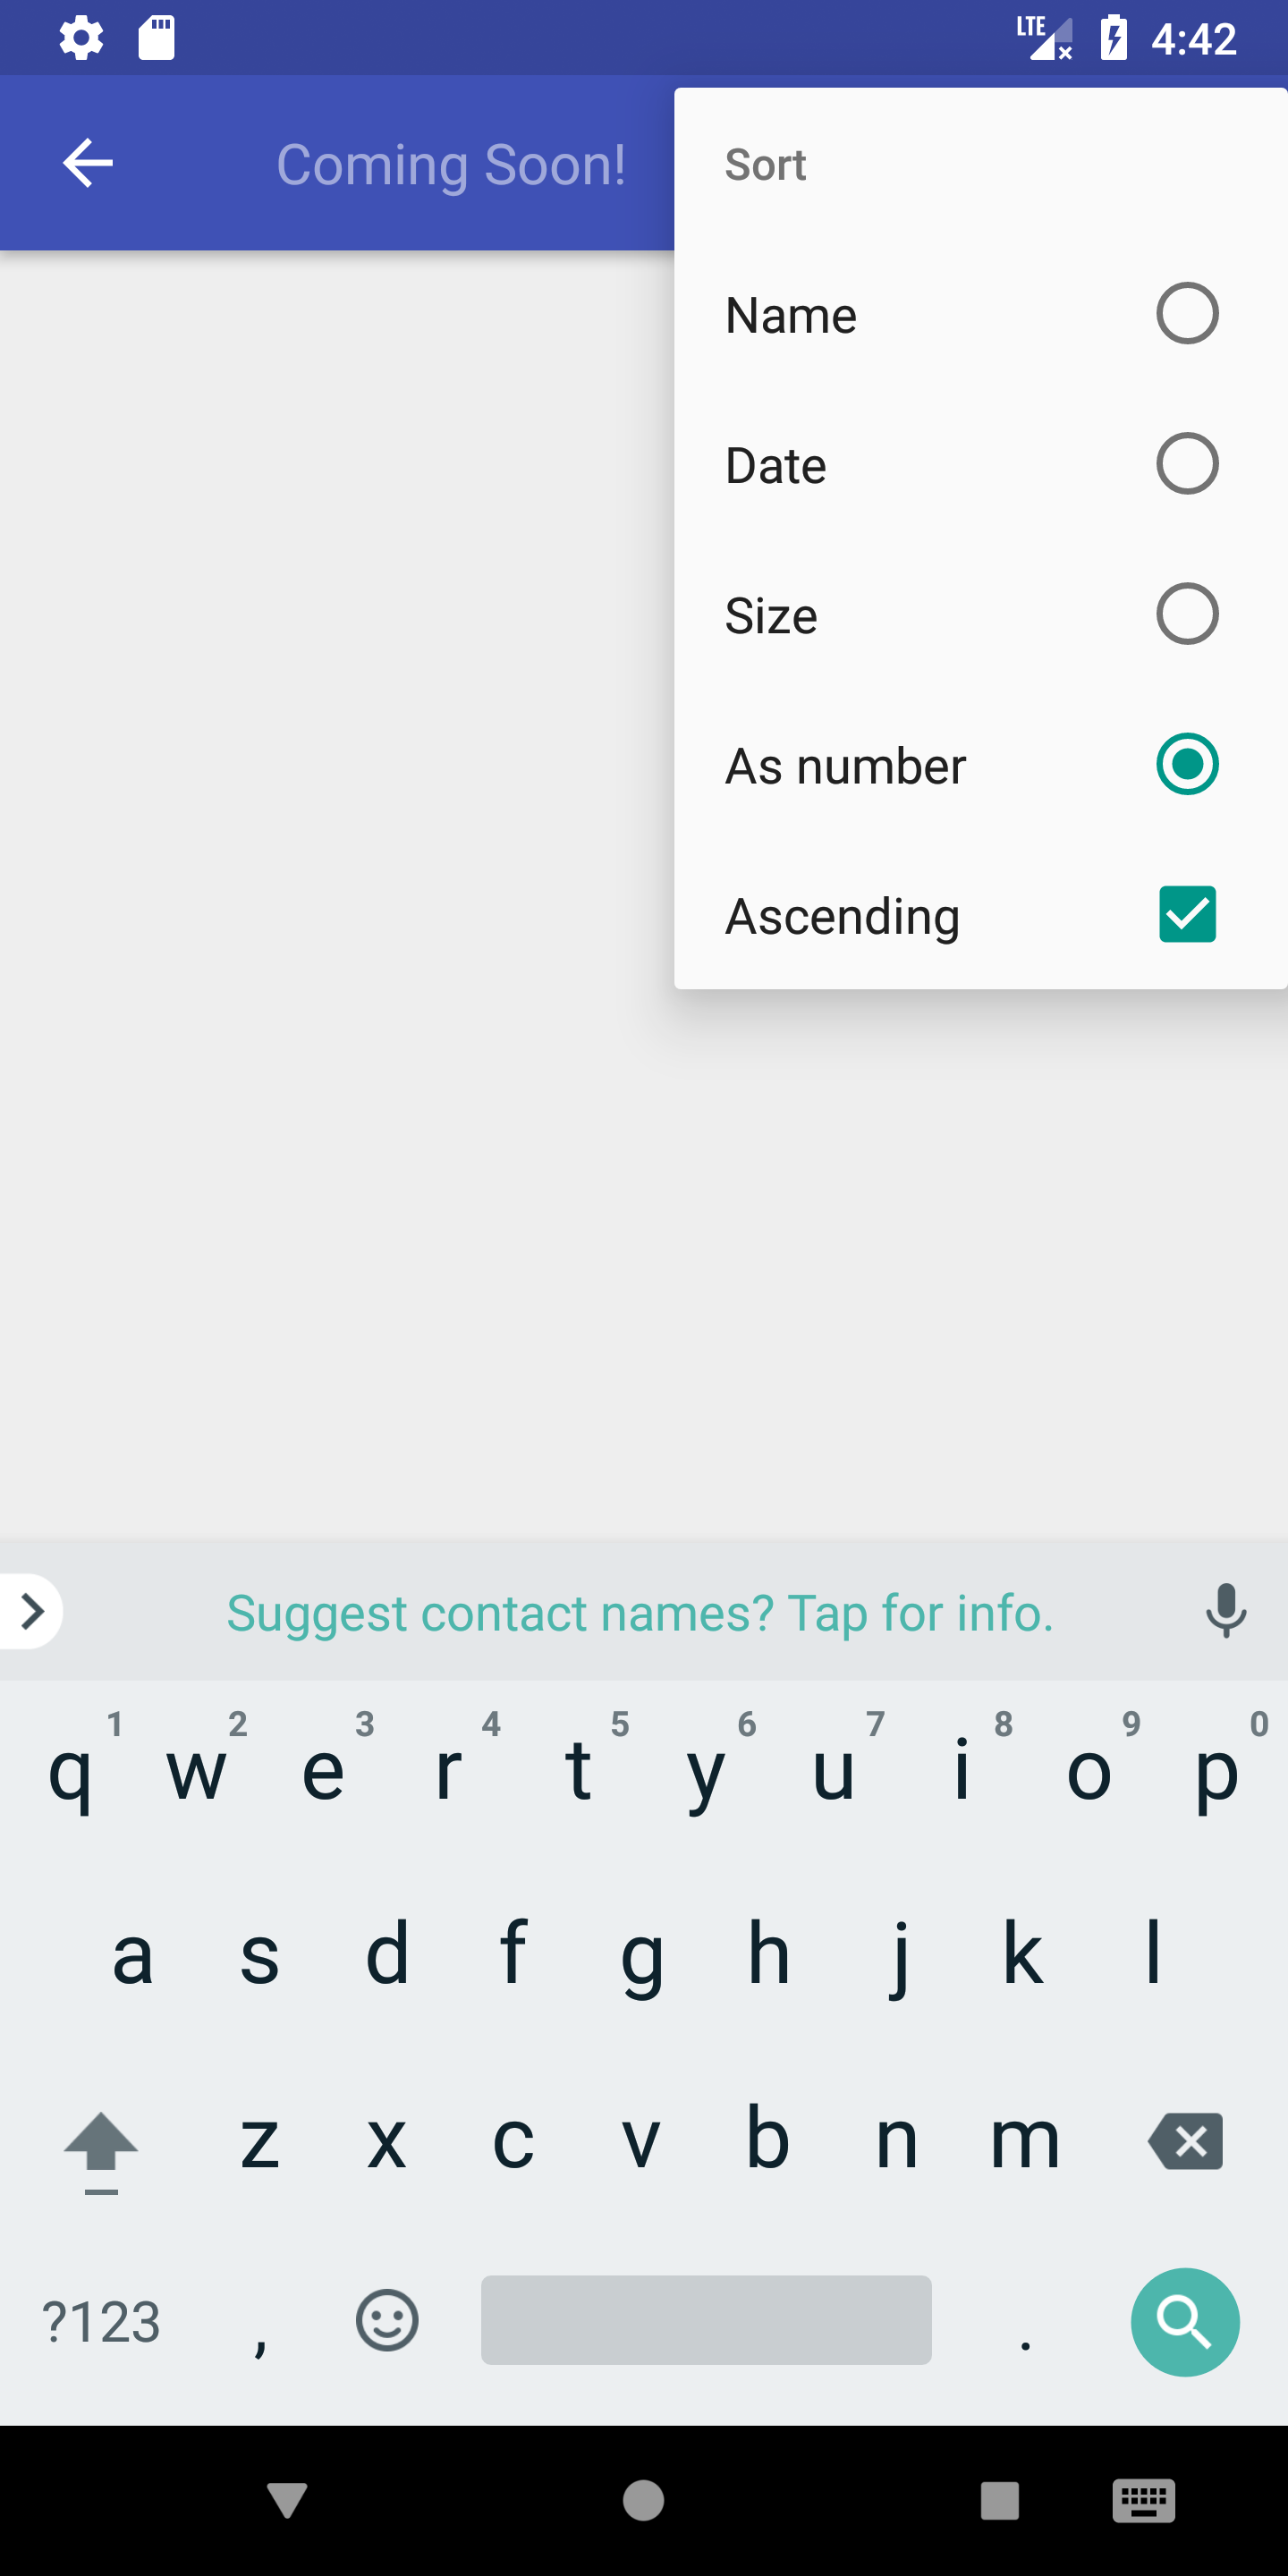 LTE 4:42
Coming Soon!
Sort
Name
Date
Size
As number
Ascending
Suggest contact names? Tap for info.
1 2 3 4 5 6 7 8 9 0
q w e r t y u i o p
a s d f g h j k l
z x c v b n m
?123 , .